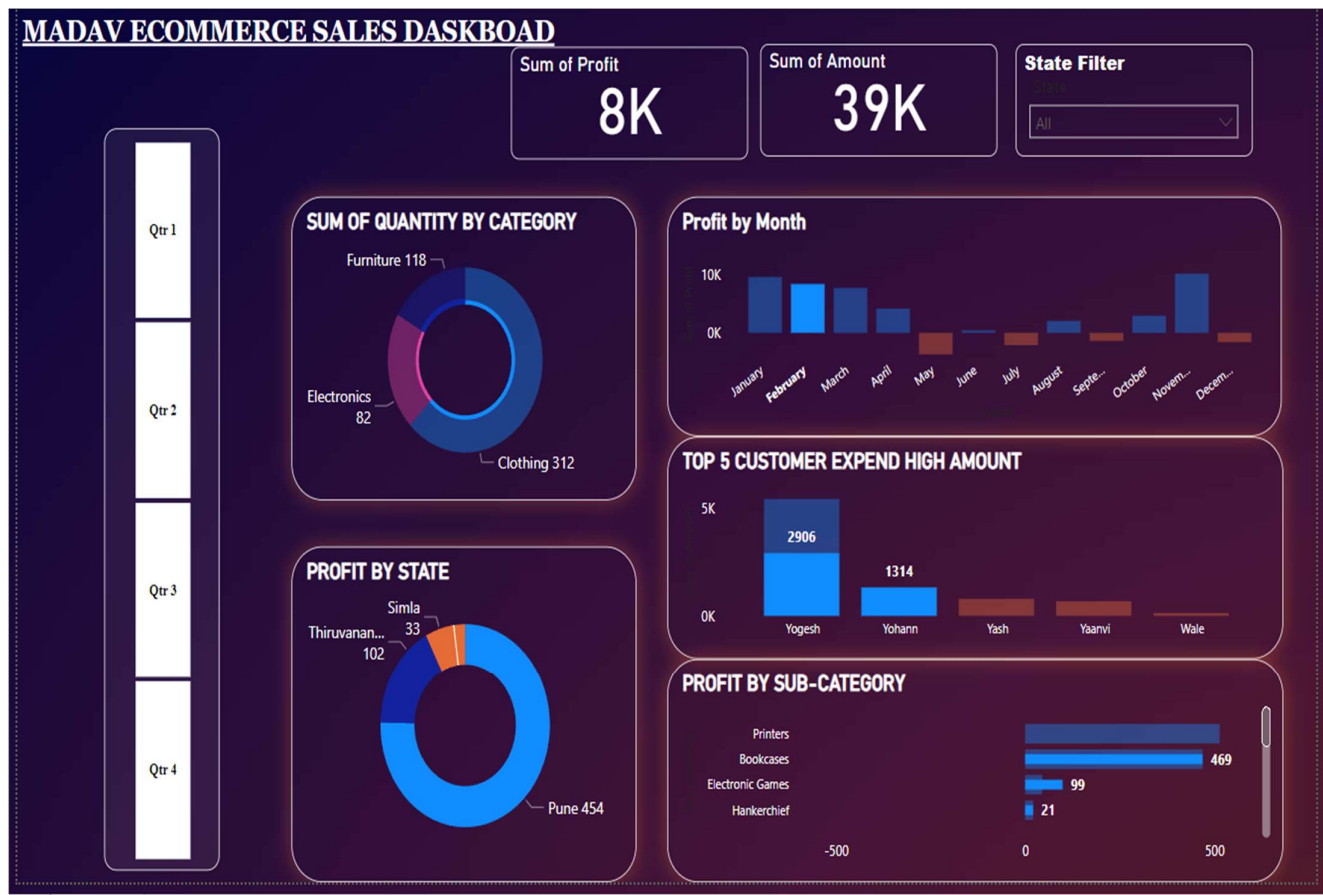 MADAV ECOMMERCE SALES DASKBOAD
Sum of Profit
8K
Sum of Amount
39K
State Filter
State
All
Qtr 1
Qtr 2
Qtr 3
Qtr 4
SUM OF QUANTITY BY CATEGORY
Furniture 118
Electronics
82
Clothing 312
Profit by Month
10K
0K
January
February
March
April
May
June
July
August
Septe...
October
Novem...
Decem...
TOP 5 CUSTOMER EXPEND HIGH AMOUNT
5K
2906
1314
0K
Yogesh
Yohann
Yash
Yaanvi
Wale
PROFIT BY STATE
Simla
33
Thiruvanan...
102
Pune 454
PROFIT BY SUB-CATEGORY
Printers
Bookcases
469
Electronic Games
99
Hankerchief
21
-500
0
500